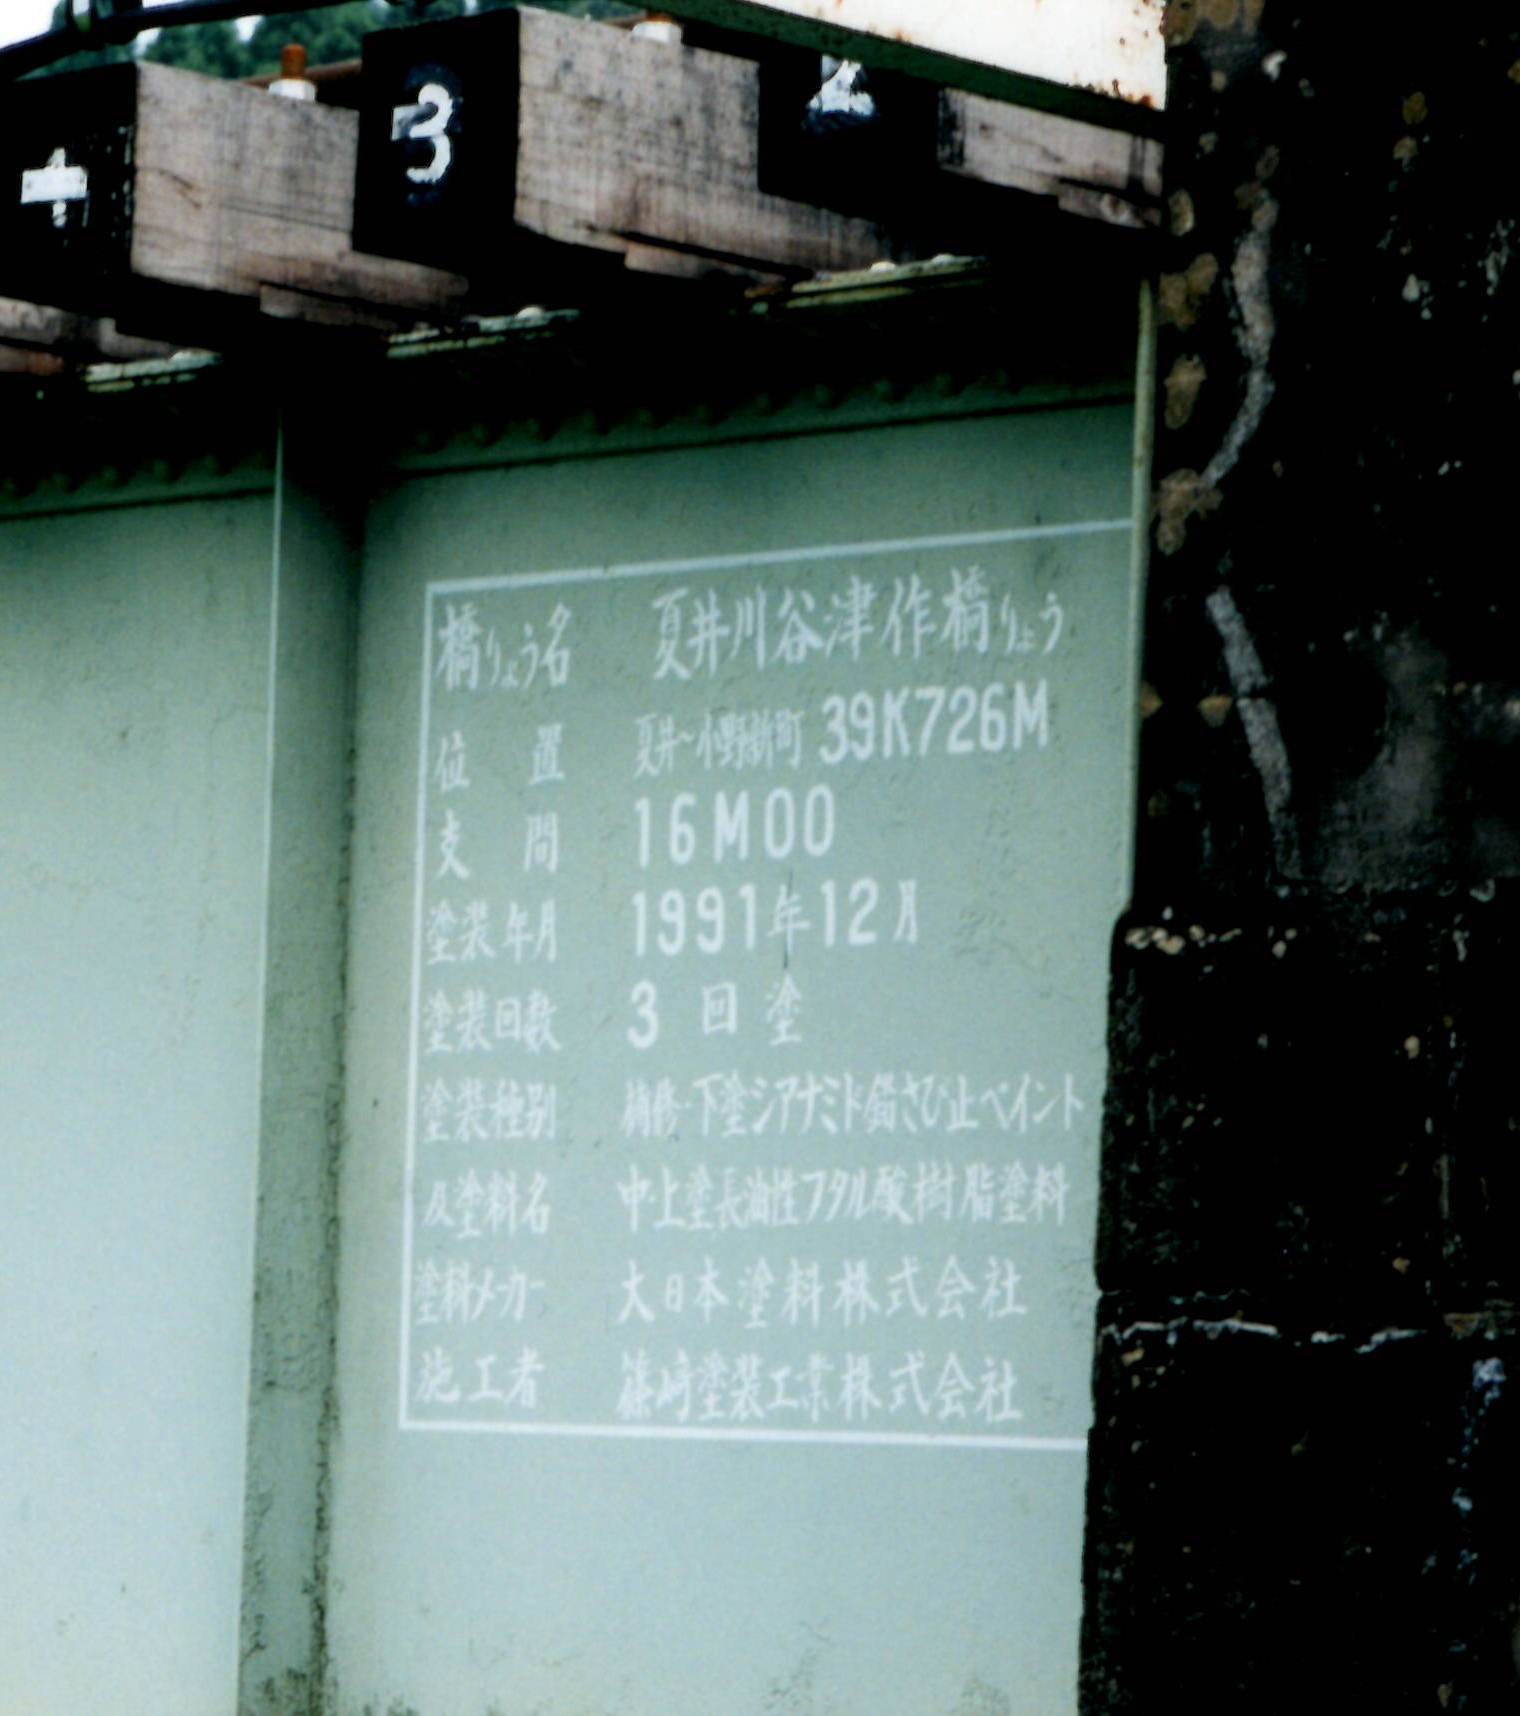 4
3
橋りょう名 夏井川谷津作橋りょう
位置 夏井~小野新町 39K726M
支間 16M00
塗装年月 1991年12月
塗装回数 3回塗
塗装種別 補修・下塗シアナミド鉛さび止ペイント
及塗料名 中・上塗長油性フタル酸樹脂塗料
塗料メーカー 大日本塗料株式会社
施工者 篠崎塗装工業株式会社